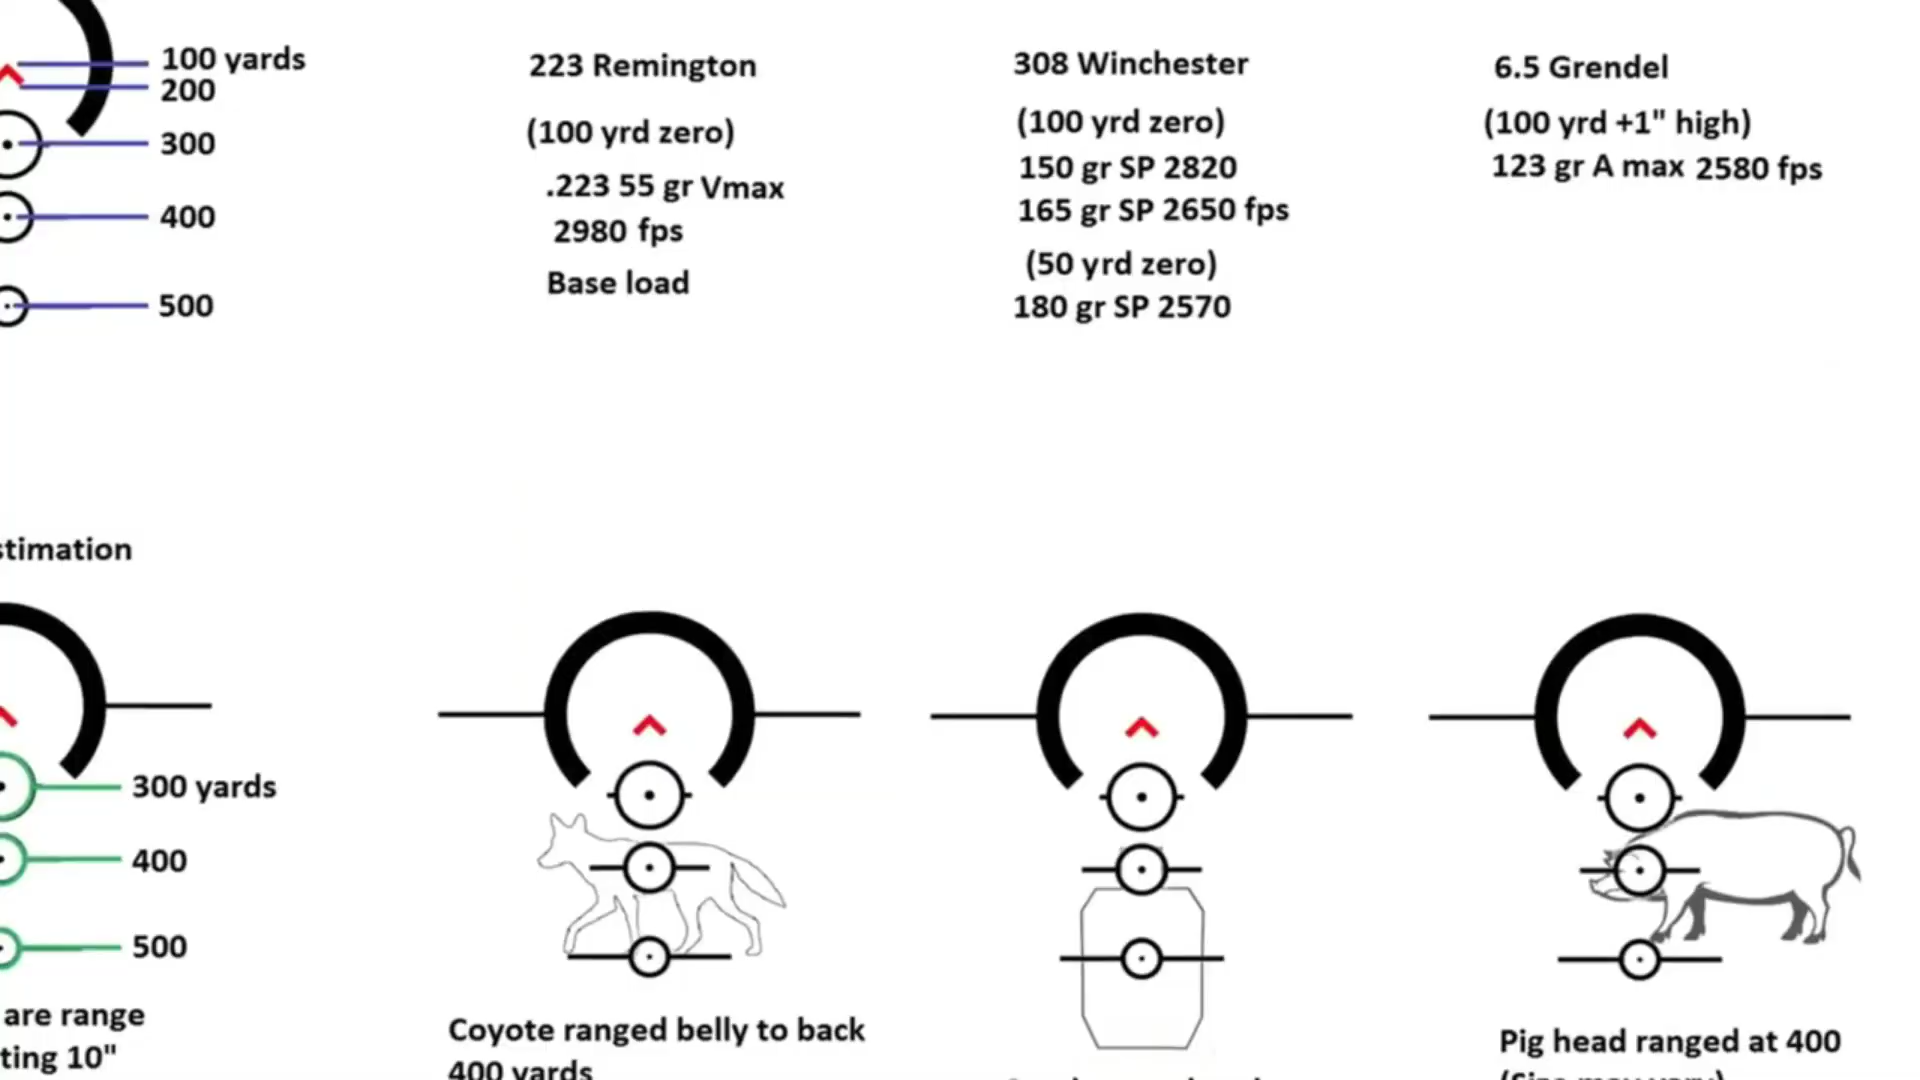 100 yards
200
300
400
500
223 Remington
(100 yrd zero)
.223 55 gr Vmax
2980 fps
Base load
308 Winchester
(100 yrd zero)
150 gr SP 2820
165 gr SP 2650 fps
(50 yrd zero)
180 gr SP 2570
6.5 Grendel
(100 yrd +1" high)
123 gr A max 2580 fps
stimation
300 yards
400
500
are range
ting 10"
Coyote ranged belly to back
400 yards
Pig head ranged at 400
(Size may vary)